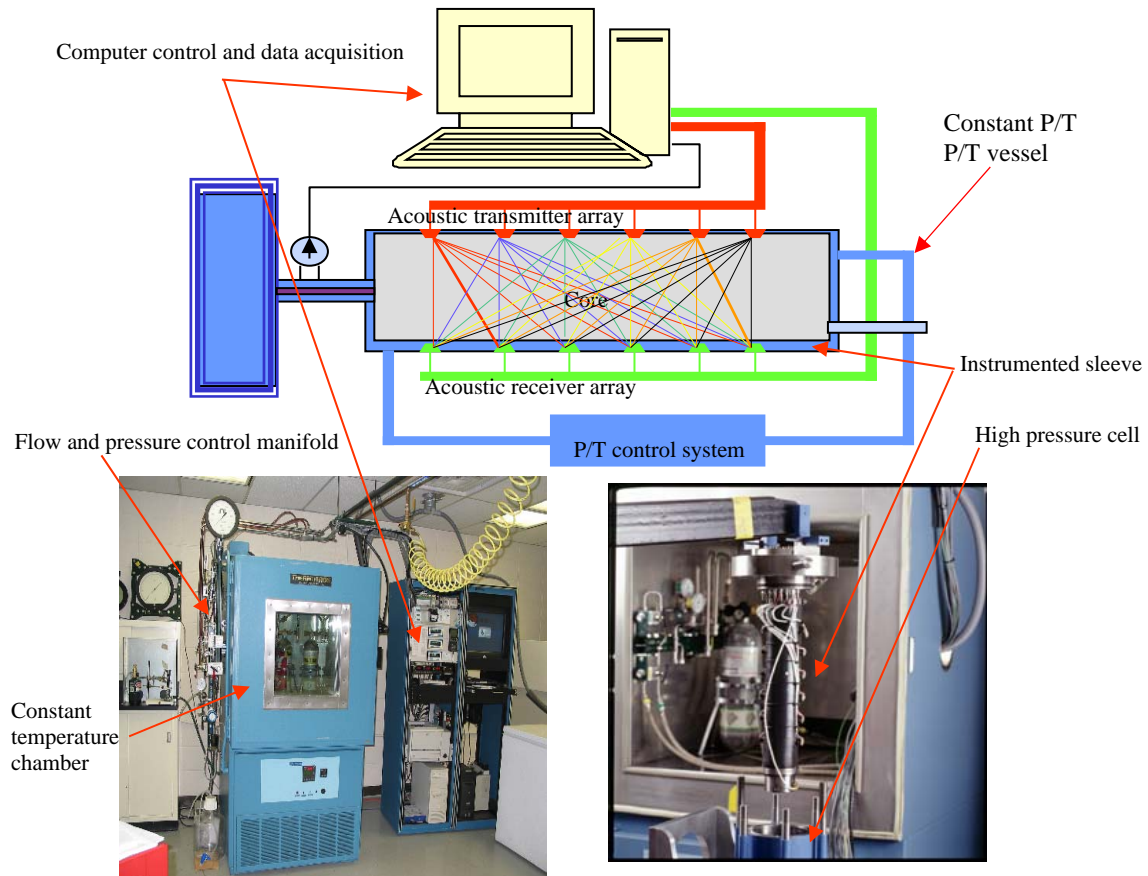 Computer control and data acquisition
Constant P/T
P/T vessel
Acoustic transmitter array
Core
Instrumented sleeve
Acoustic receiver array
Flow and pressure control manifold
High pressure cell
P/T control system
Constant
temperature
chamber